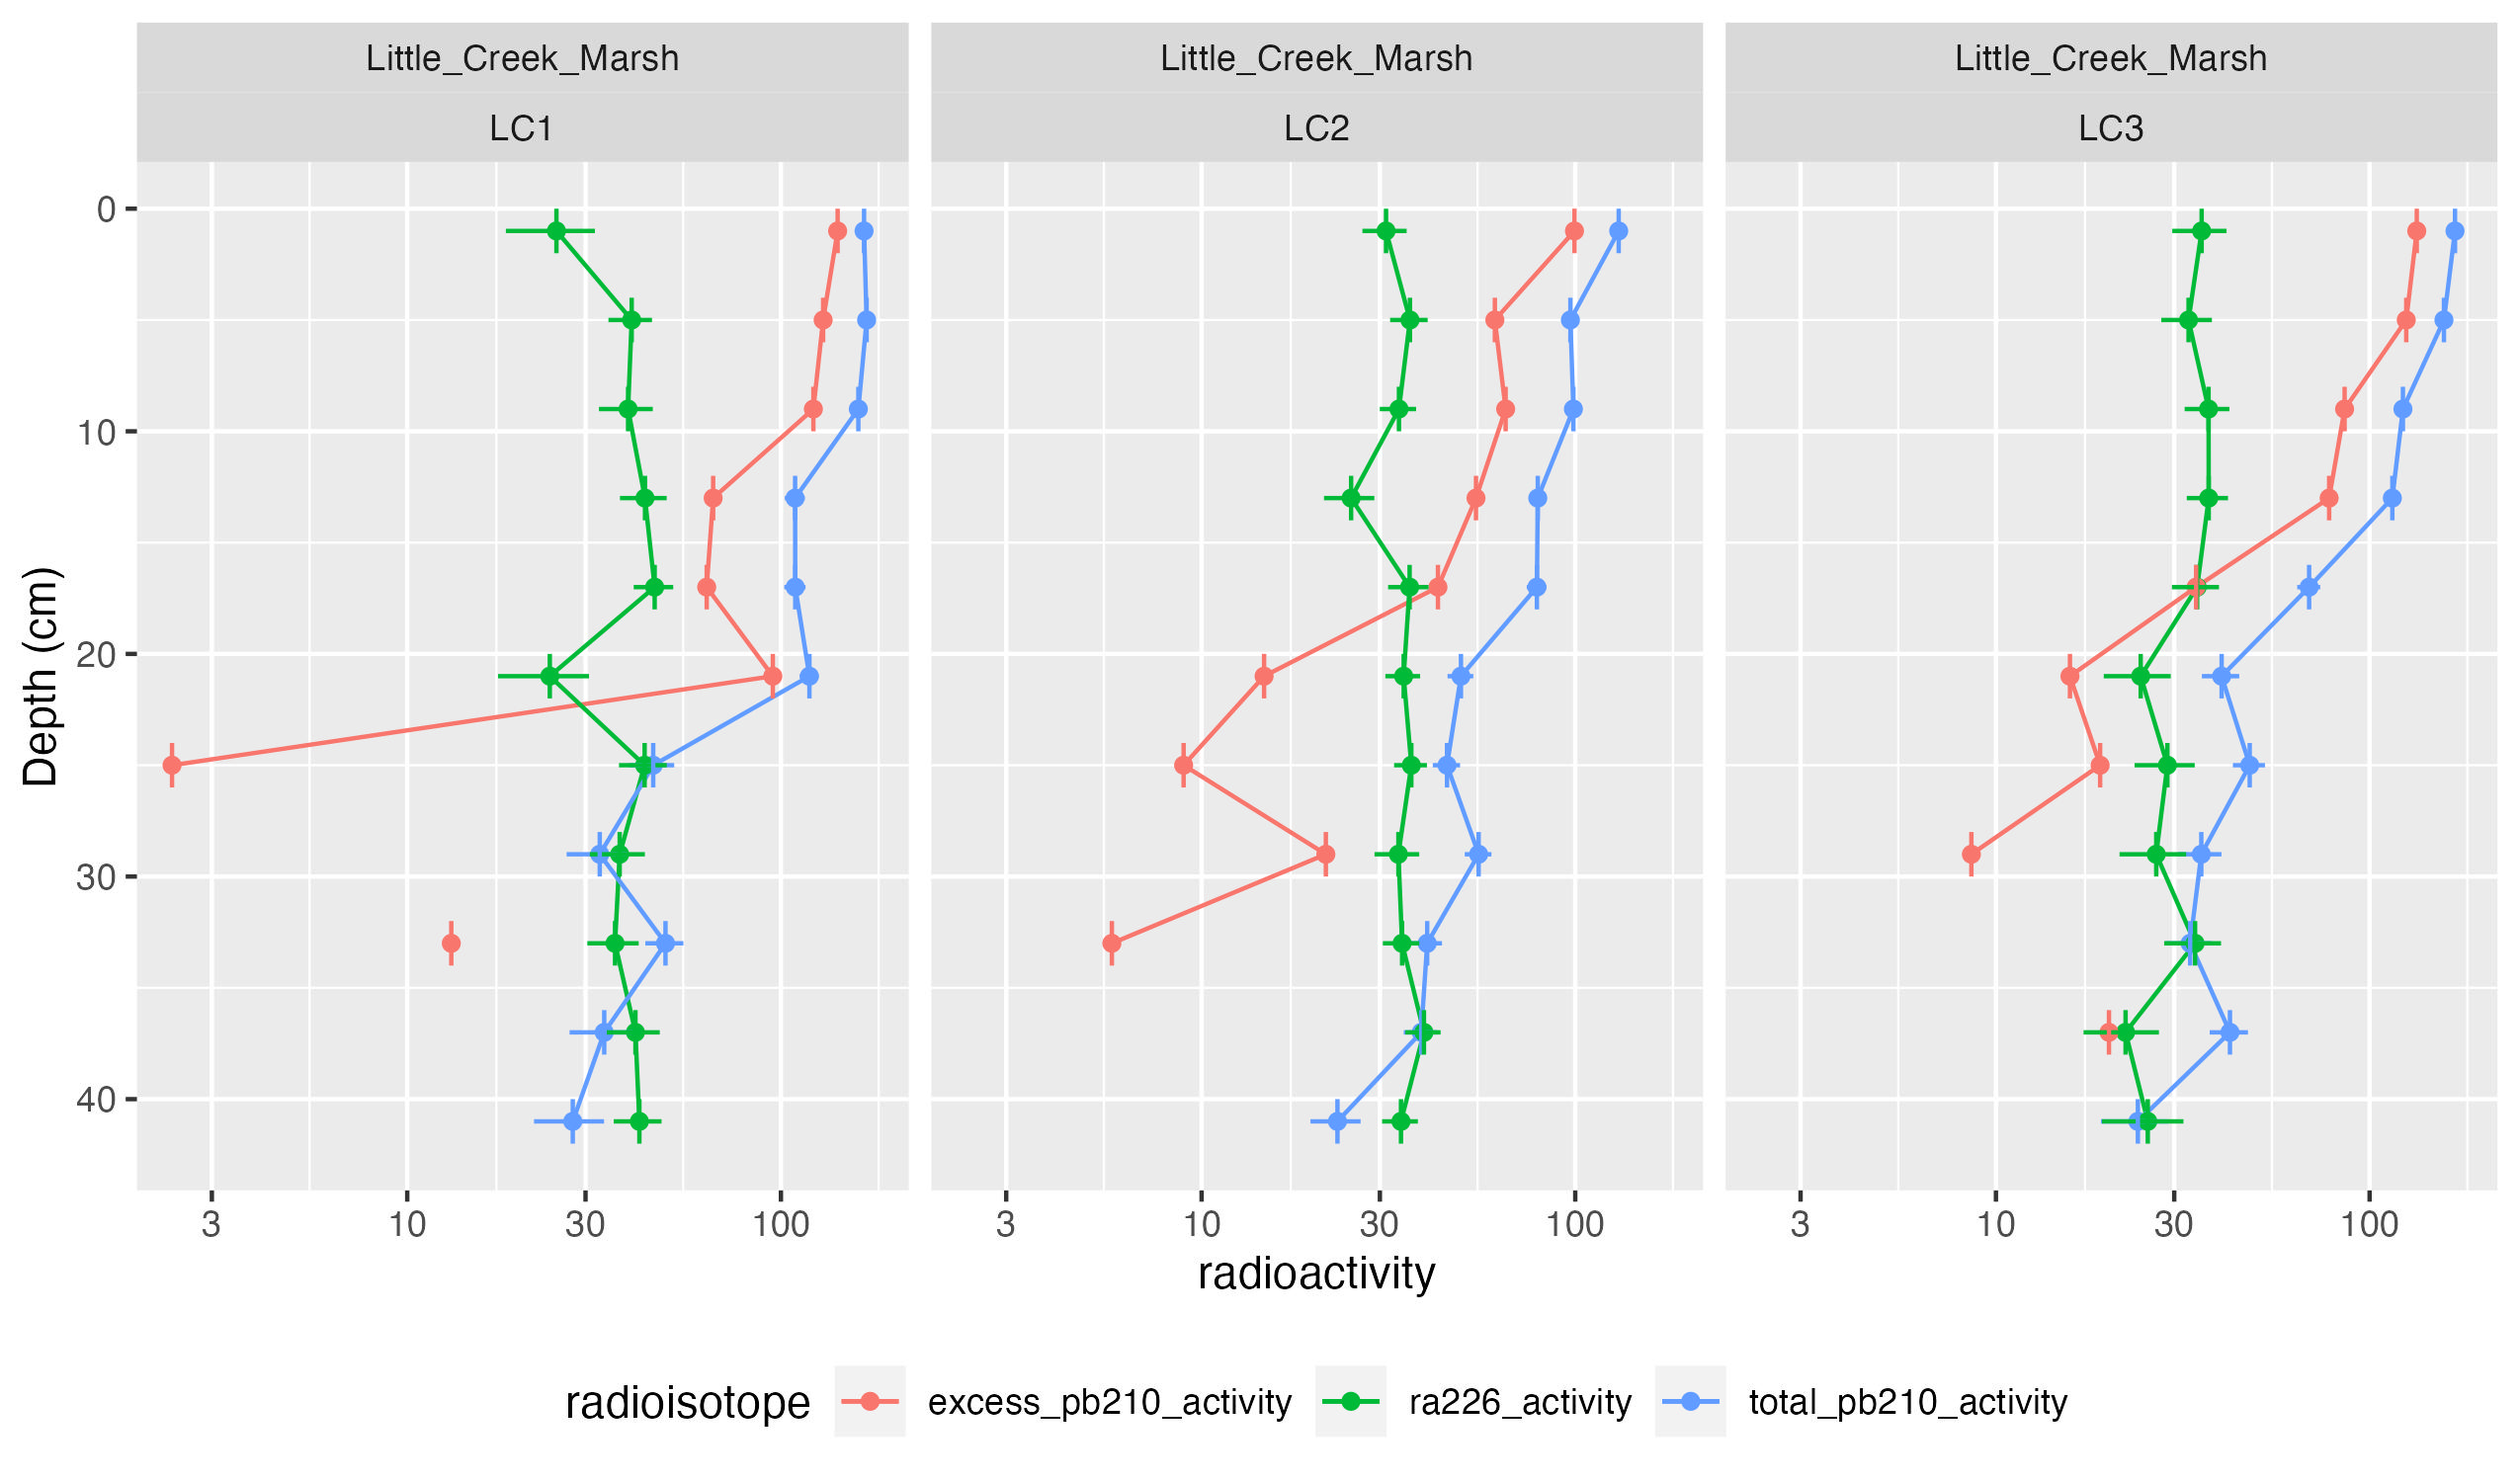 Little_Creek_Marsh Little_Creek_Marsh Little_Creek_Marsh
LC1 LC2 LC3
0
10
20
30
40
Depth (cm)
3 10 30 100 3 10 30 100 3 10 30 100
radioactivity
radioisotope excess_pb210_activity ra226_activity total_pb210_activity